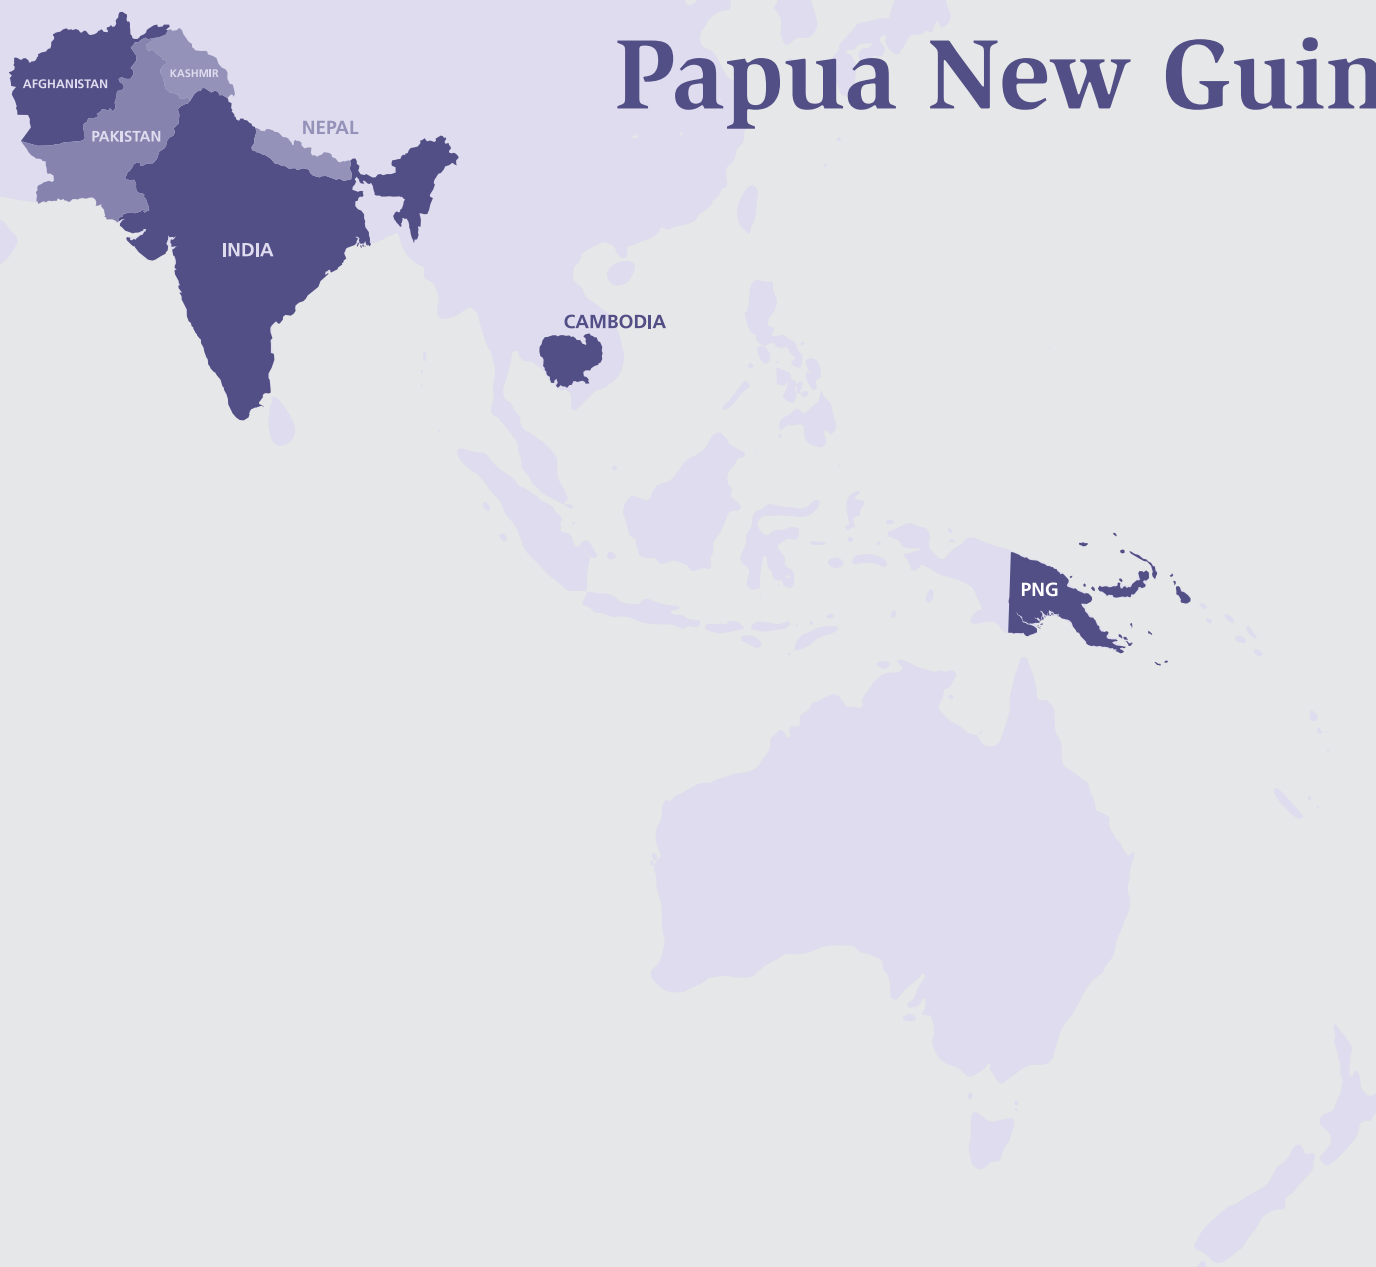 Papua New Guin
AFGHANISTAN
KASHMIR
PAKISTAN
NEPAL
INDIA
CAMBODIA
PNG